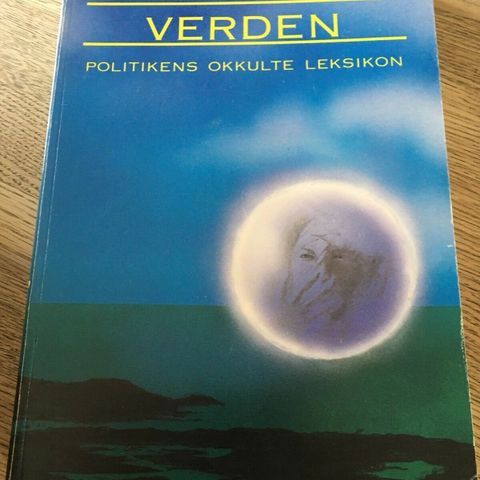 VERDEN
POLITIKENS OKKULTE LEKSIKON